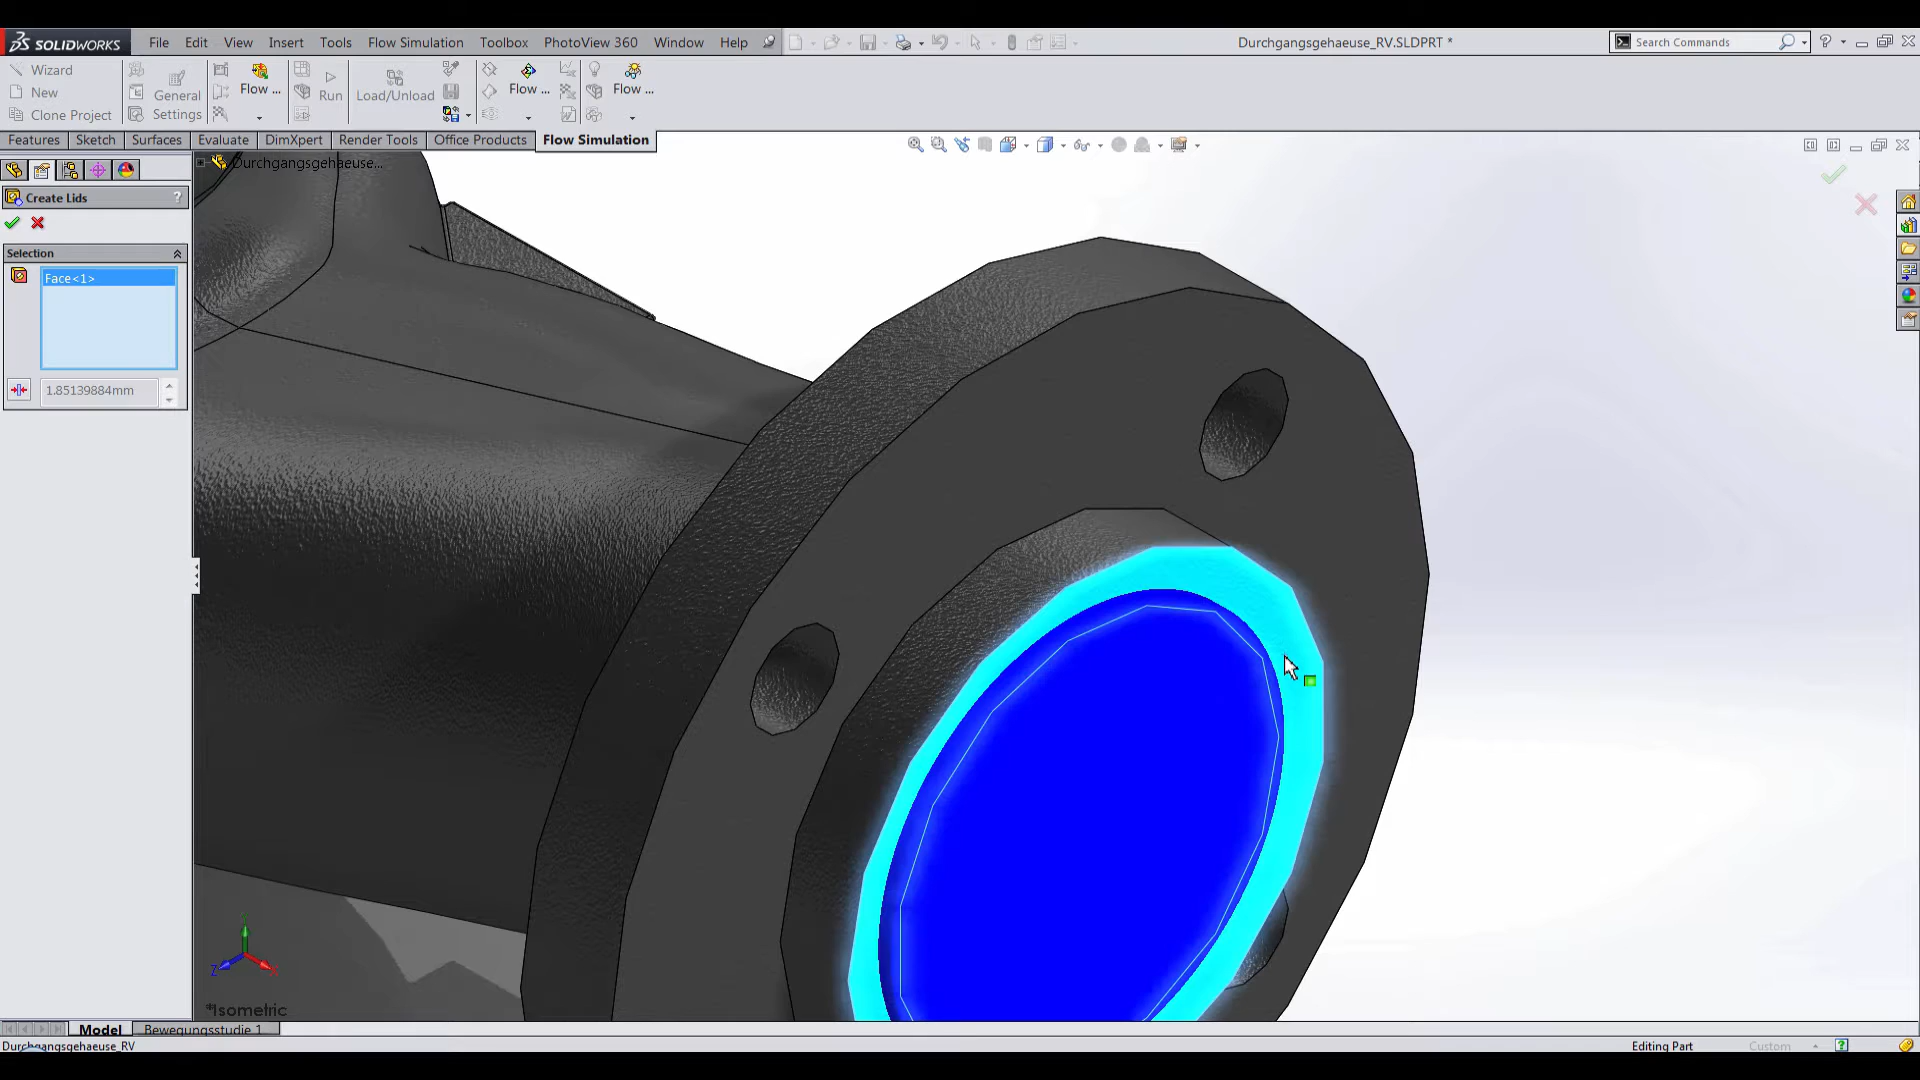 SOLIDWORKS File Edit View Insert Tools Flow Simulation Toolbox PhotoView 360 Window Help Durchgangsgehaeuse_RV.SLDPRT * Search Commands ?
Wizard
New
Clone Project
General
Settings
Flow ...
Run
Load/Unload
Flow ...
Flow ...
Features Sketch Surfaces Evaluate DimXpert Render Tools Office Products Flow Simulation
Durchgangsgehaeuse...
Create Lids ?
Selection
Face<1>
1.85139884mm
Y
Z X
*Isometric
Model Bewegungsstudie 1
Durchgangsgehaeuse_RV Editing Part Custom ?